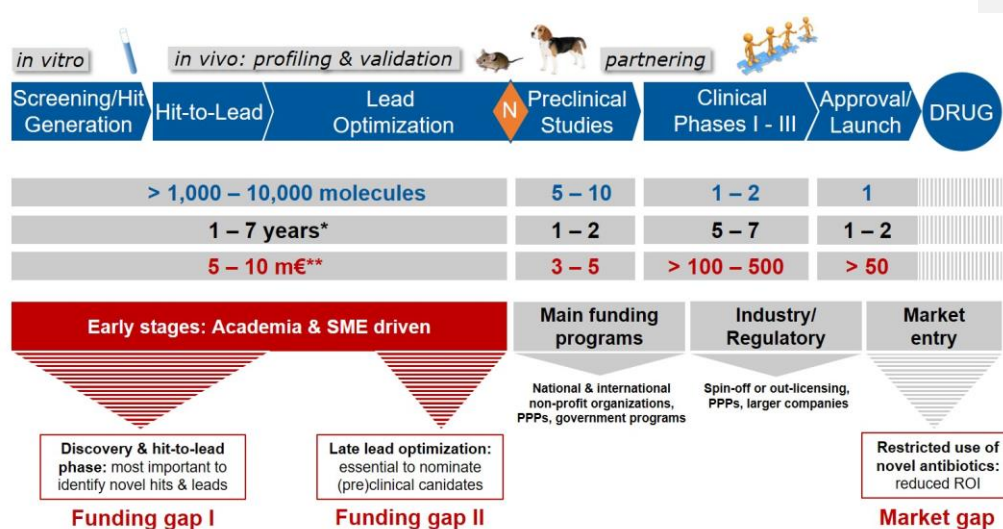 in vitro
in vivo: profiling & validation
partnering
Screening/Hit
Generation
Hit-to-Lead
Lead
Optimization
N
Preclinical
Studies
Clinical
Phases I - III
Approval/
Launch
DRUG
> 1,000 – 10,000 molecules
5 – 10
1 – 2
1
1 – 7 years*
1 – 2
5 – 7
1 – 2
5 – 10 m€**
3 – 5
> 100 – 500
> 50
Early stages: Academia & SME driven
Main funding
programs
Industry/
Regulatory
Market
entry
National & international
non-profit organizations,
PPPs, government programs
Spin-off or out-licensing,
PPPs, larger companies
Discovery & hit-to-lead
phase: most important to
identify novel hits & leads
Funding gap I
Late lead optimization:
essential to nominate
(pre)clinical canidates
Funding gap II
Restricted use of
novel antibiotics:
reduced ROI
Market gap